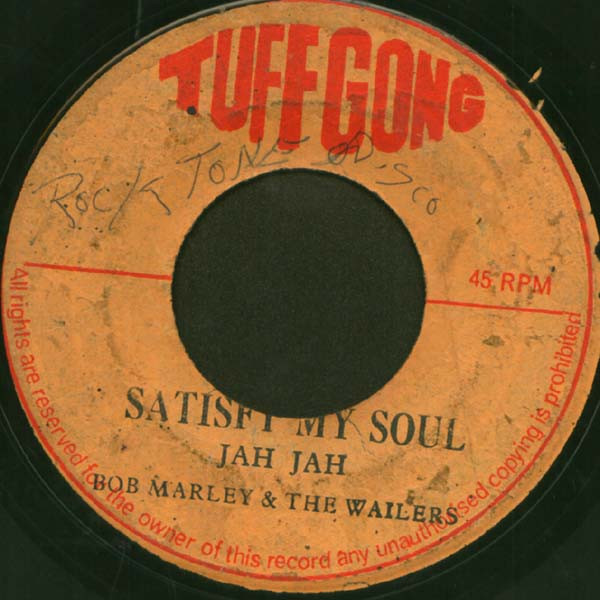 TUFF GONG
ROCK TONE DISCO
45 RPM
SATISFY MY SOUL
JAH JAH
BOB MARLEY & THE WAILERS
All rights are reserved for the owner of this record any unauthorised copying is prohibited